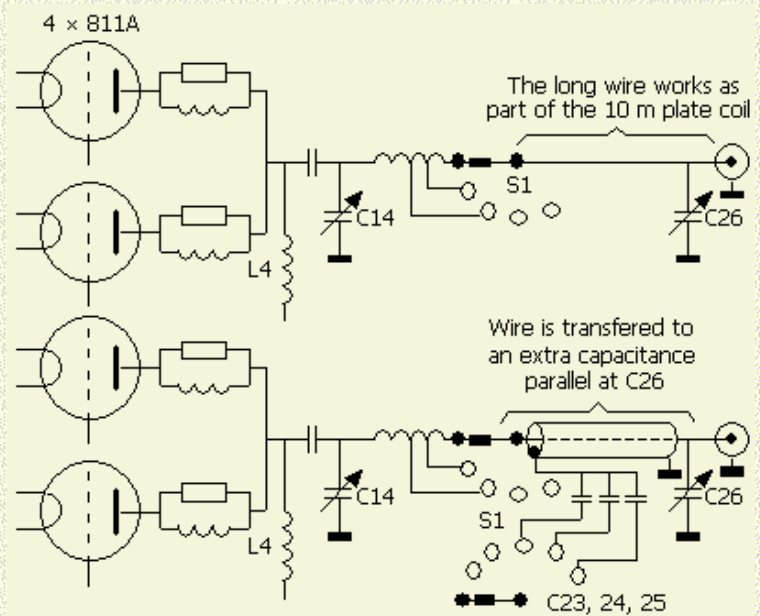 4 × 811A
The long wire works as
part of the 10 m plate coil
S1
C14
C26
L4
Wire is transfered to
an extra capacitance
parallel at C26
C14
S1
C26
L4
C23, 24, 25